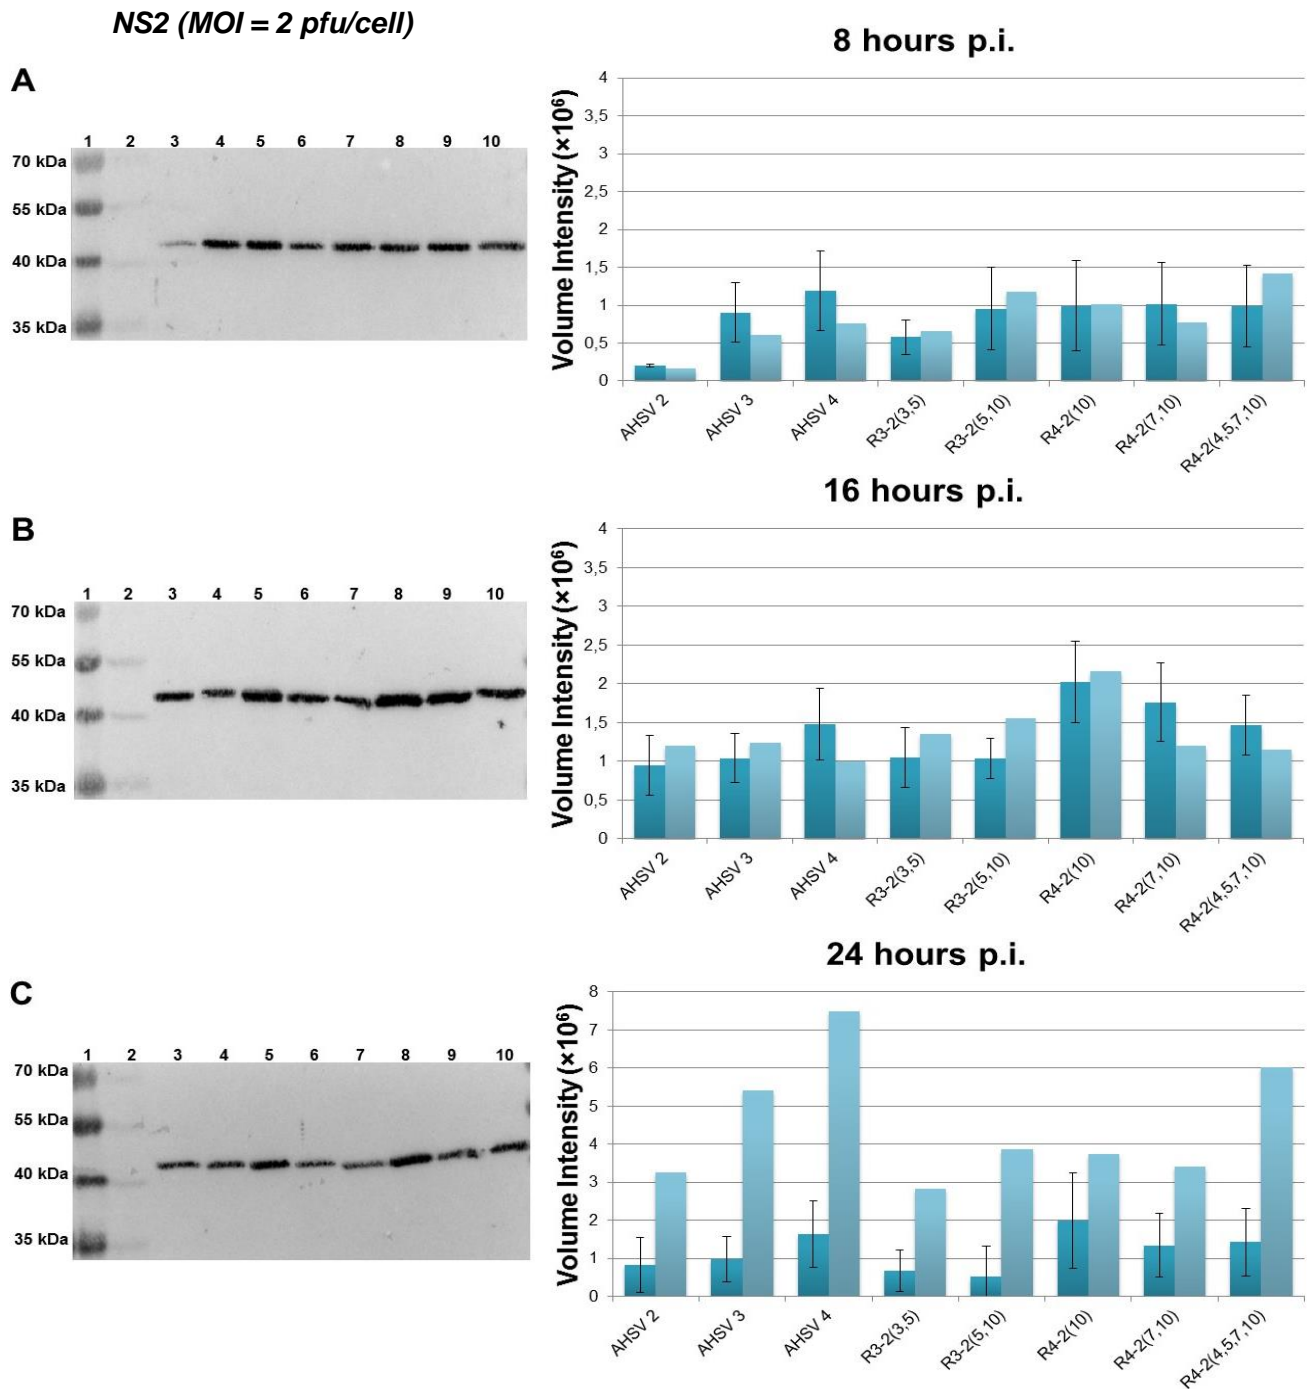 NS2 (MOI = 2 pfu/cell)
A
1 2 3 4 5 6 7 8 9 10
70 kDa
55 kDa
40 kDa
35 kDa
8 hours p.i.
Volume Intensity (×10⁶)
4
3,5
3
2,5
2
1,5
1
0,5
0
AHSV 2
AHSV 3
AHSV 4
R3-2(3,5)
R3-2(5,10)
R4-2(10)
R4-2(7,10)
R4-2(4,5,7,10)
B
1 2 3 4 5 6 7 8 9 10
70 kDa
55 kDa
40 kDa
35 kDa
16 hours p.i.
Volume Intensity (×10⁶)
4
3,5
3
2,5
2
1,5
1
0,5
0
AHSV 2
AHSV 3
AHSV 4
R3-2(3,5)
R3-2(5,10)
R4-2(10)
R4-2(7,10)
R4-2(4,5,7,10)
C
1 2 3 4 5 6 7 8 9 10
70 kDa
55 kDa
40 kDa
35 kDa
24 hours p.i.
Volume Intensity (×10⁶)
8
7
6
5
4
3
2
1
0
AHSV 2
AHSV 3
AHSV 4
R3-2(3,5)
R3-2(5,10)
R4-2(10)
R4-2(7,10)
R4-2(4,5,7,10)